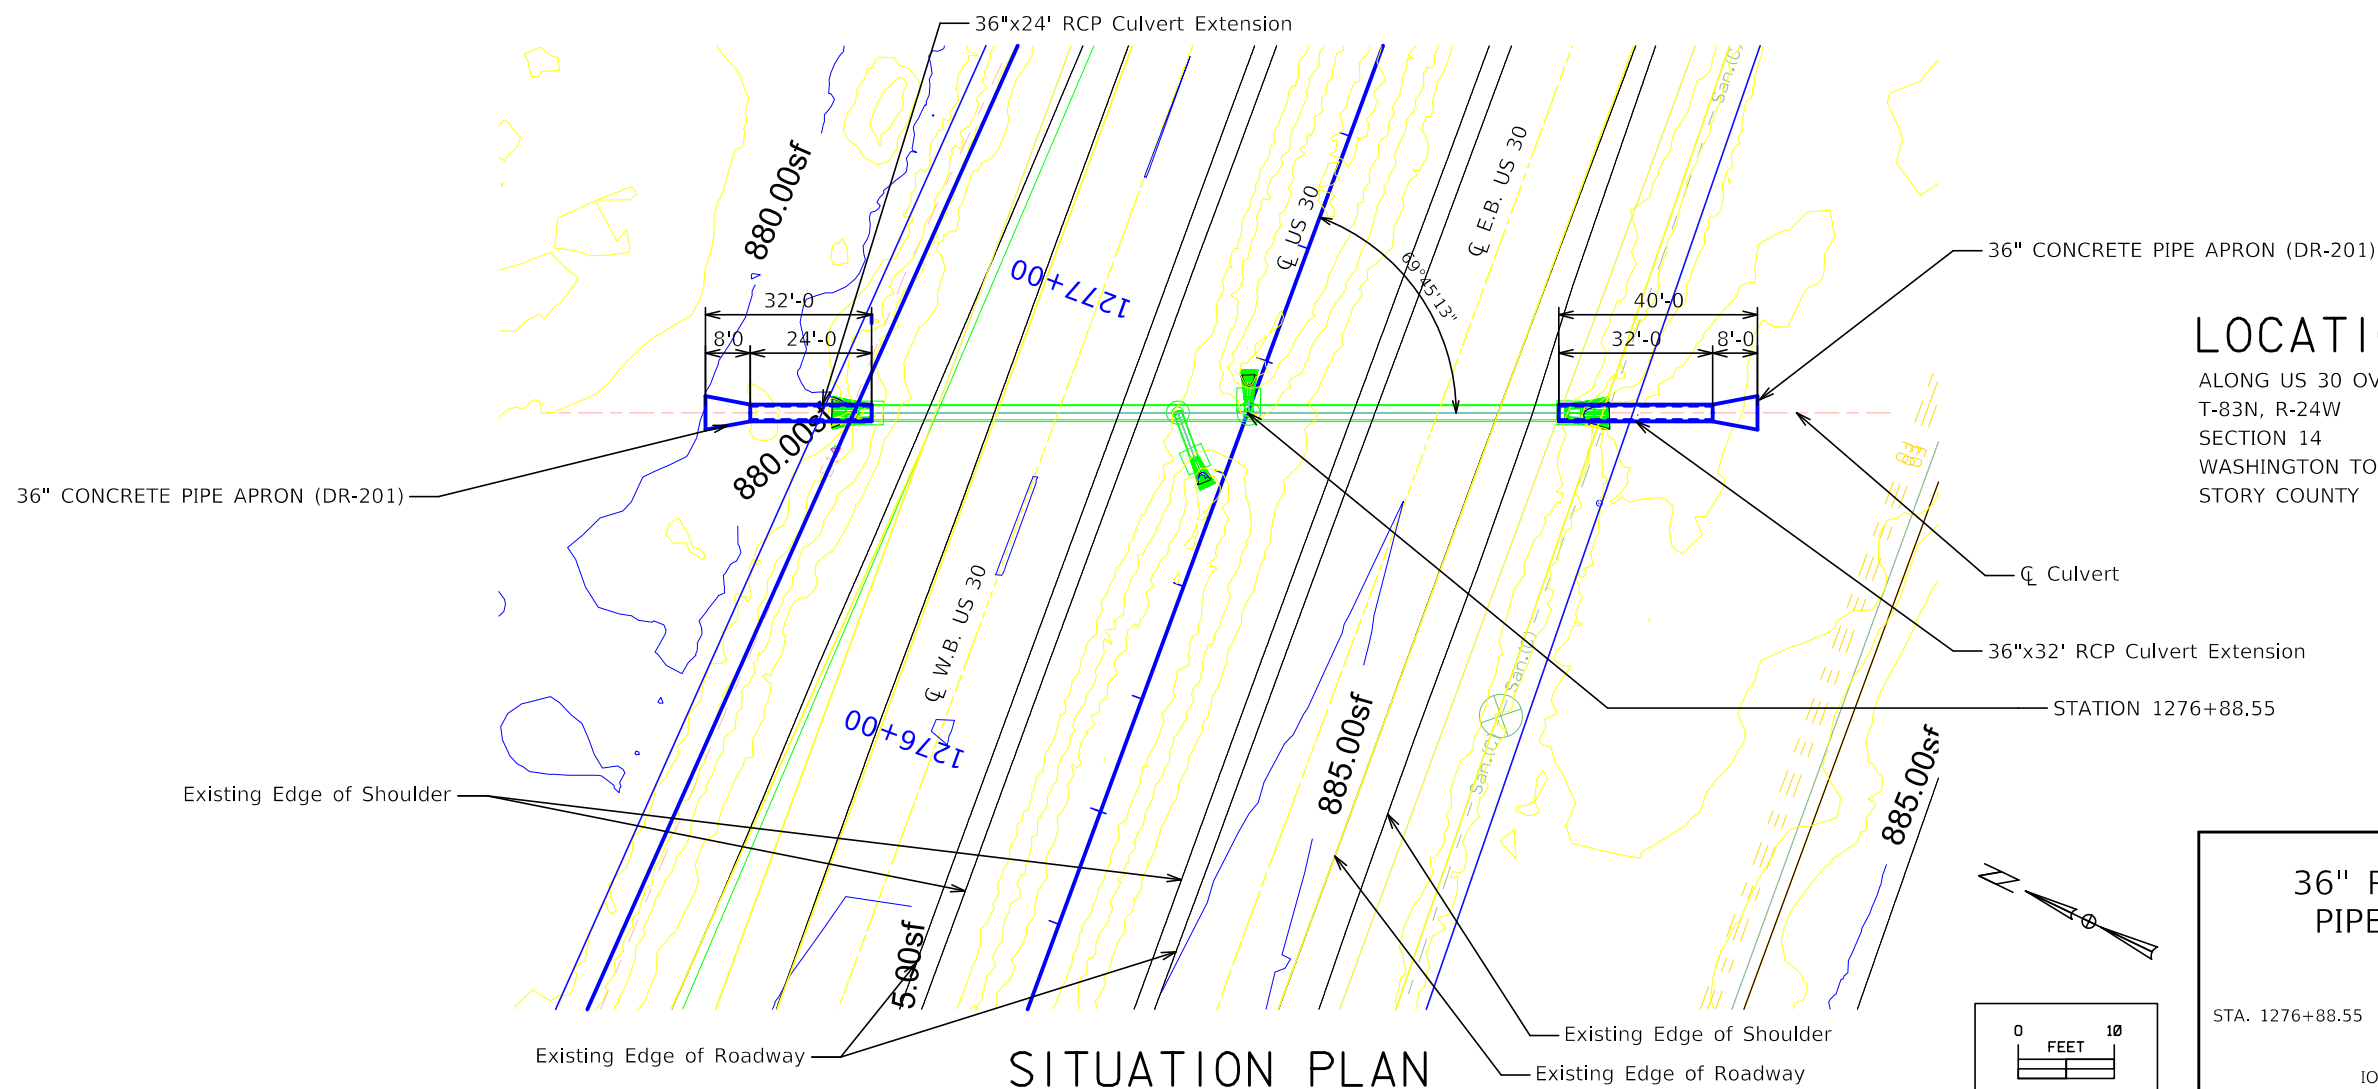 36"x24' RCP Culvert Extension
880.00sf
1277+00
℄ US 30
℄ E.B. US 30
San.(C)
69°45'13"
36" CONCRETE PIPE APRON (DR-201)
32'-0
8'0
24'-0
40'-0
32'-0
8'-0
ALONG US 30
T-83N, R-24W
SECTION 14
WASHINGTON
STORY COUNTY
880.00sf
36" CONCRETE PIPE APRON (DR-201)
℄ Culvert
℄ W.B. US 30
36"x32' RCP Culvert Extension
San.(C)
STATION 1276+88.55
1276+00
San.(C)
885.00sf
885.00sf
Existing Edge of Shoulder
N
36"
PIPE
5.00sf
STA. 1276+88.55
Existing Edge of Shoulder
0 10
FEET
Existing Edge of Roadway
SITUATION PLAN
Existing Edge of Roadway